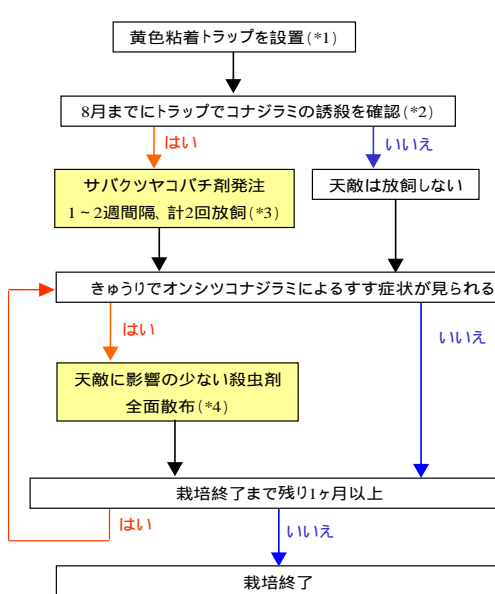 黄色粘着トラップを設置(*1)
8月までにトラップでコナジラミの誘殺を確認(*2)
はい
いいえ
サバクツヤコバチ剤発注
1~2週間隔、計2回放飼(*3)
天敵は放飼しない
きゅうりでオンシツコナジラミによるすす症状が見られる
はい
いいえ
天敵に影響の少ない殺虫剤
全面散布(*4)
栽培終了まで残り1ヶ月以上
はい
いいえ
栽培終了